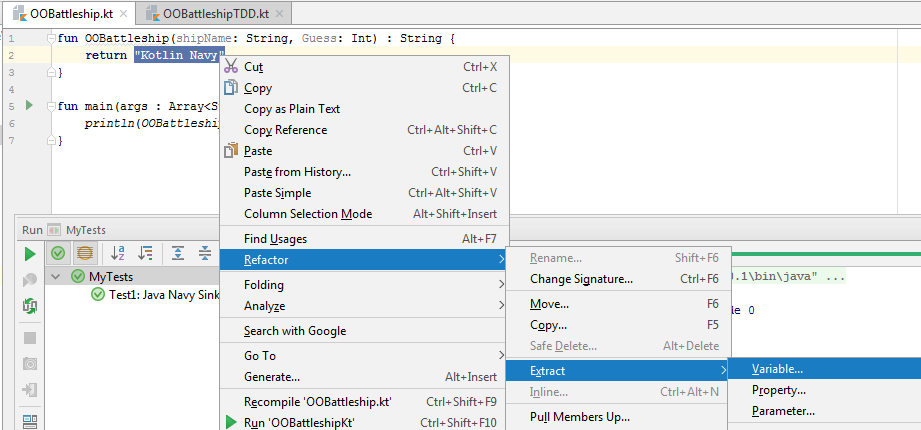 OOBattleship.kt × OOBattleshipTDD.kt ×
1 fun OOBattleship(shipName: String, Guess: Int) : String {
2 return "Kotlin Navy"
3 }
4
5 fun main(args : Array<S
6 println(OOBattleship
7 }
Cut Ctrl+X
Copy Ctrl+C
Copy as Plain Text
Copy Reference Ctrl+Alt+Shift+C
Paste Ctrl+V
Paste from History... Ctrl+Shift+V
Paste Simple Ctrl+Alt+Shift+V
Column Selection Mode Alt+Shift+Insert
Find Usages Alt+F7
Refactor
Folding
Analyze
Search with Google
Go To
Generate... Alt+Insert
Recompile 'OOBattleship.kt' Ctrl+Shift+F9
Run 'OOBattleshipKt' Ctrl+Shift+F10
Rename... Shift+F6
Change Signature... Ctrl+F6
Move... F6
Copy... F5
Safe Delete... Alt+Delete
Extract
Inline... Ctrl+Alt+N
Pull Members Up...
Variable...
Property...
Parameter...
Run MyTests
MyTests
Test1: Java Navy Sink
.1\bin\java" ...
0